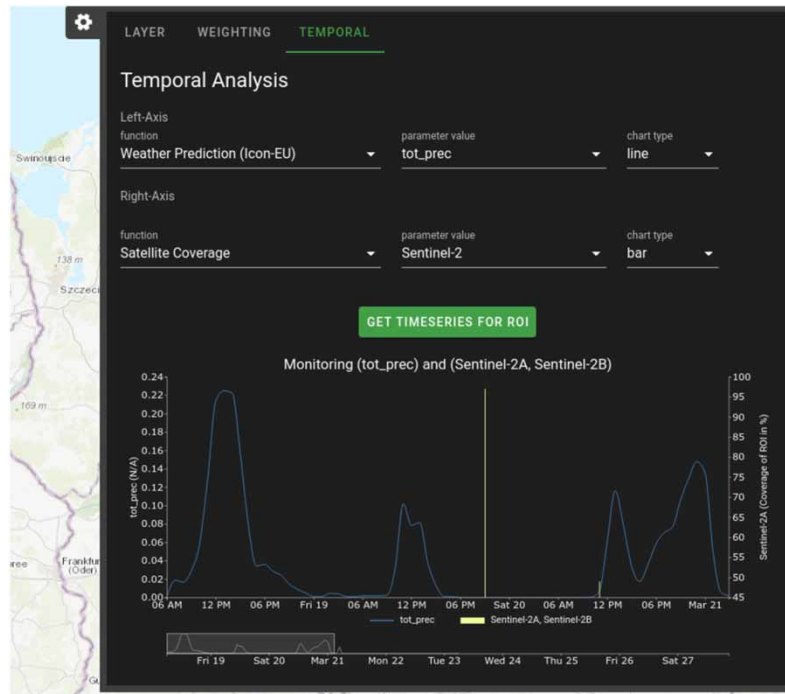 LAYER WEIGHTING TEMPORAL
Temporal Analysis
Left-Axis
function parameter value chart type
Weather Prediction (Icon-EU) tot_prec line
Right-Axis
function parameter value chart type
Satellite Coverage Sentinel-2 bar
GET TIMESERIES FOR ROI
Monitoring (tot_prec) and (Sentinel-2A, Sentinel-2B)
0.24 100
0.22 95
0.20 90
0.18 85
0.16 80
0.14 75
0.12 70
0.10 65
0.08 60
0.06 55
0.04 50
0.02
0.00 45
tot_prec (N/A)
Sentinel-2A (Coverage of ROI in %)
06 AM 12 PM 06 PM Fri 19 06 AM 12 PM 06 PM Sat 20 06 AM 12 PM 06 PM Mar 21
tot_prec Sentinel-2A, Sentinel-2B
Fri 19 Sat 20 Mar 21 Mon 22 Tue 23 Wed 24 Thu 25 Fri 26 Sat 27
138 m
Szczeci
169 m
ree
Frankfur
(Oder)
Gu